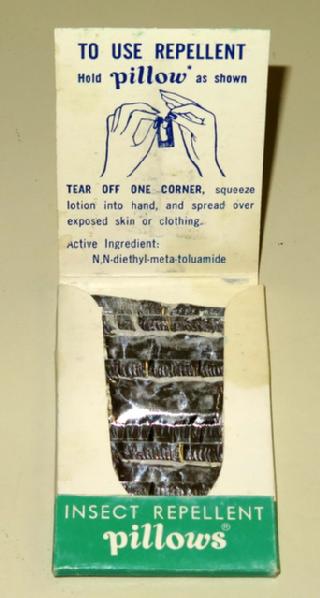 TO USE REPELLENT
Hold pillow* as shown
TEAR OFF ONE CORNER, squeeze
lotion into hand, and spread over
exposed skin or clothing.
Active Ingredient:
N,N-diethyl-meta-toluamide
INSECT REPELLENT
pillows®